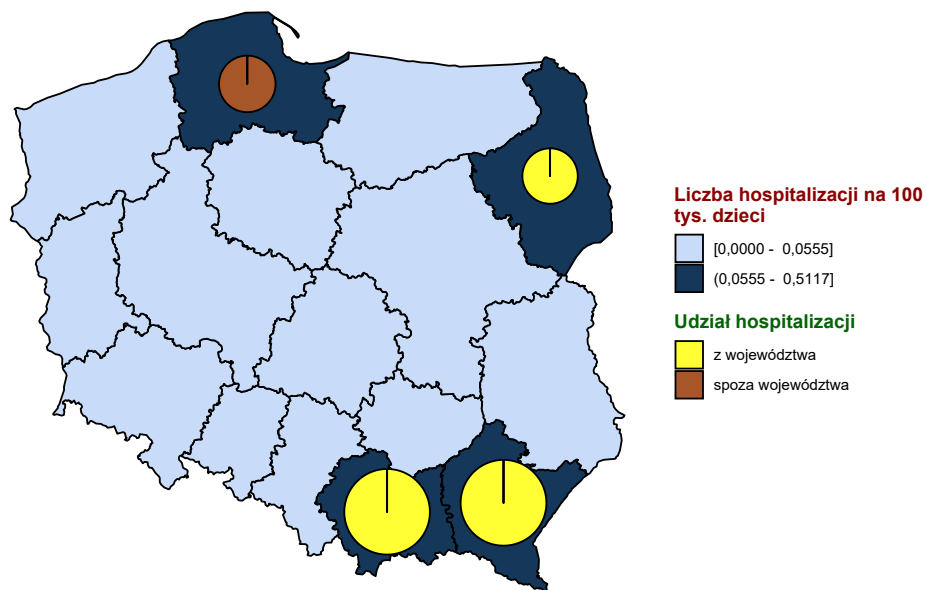 Liczba hospitalizacji na 100
tys. dzieci
[0,0000 - 0,0555]
(0,0555 - 0,5117]
Udział hospitalizacji
z województwa
spoza województwa